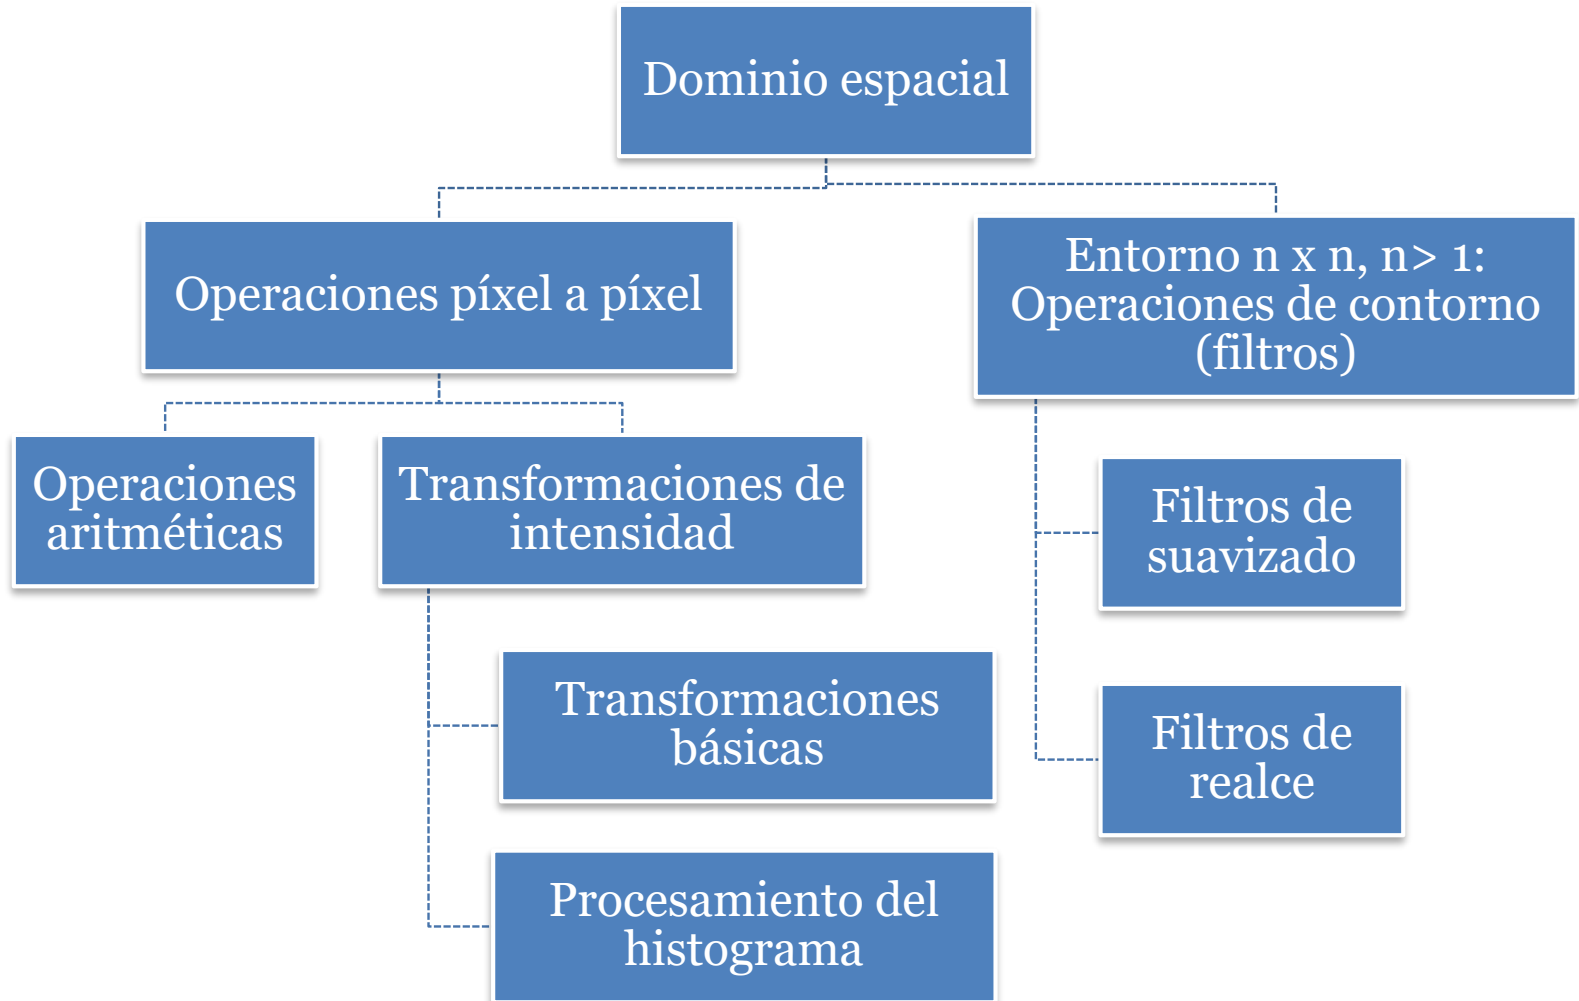 Dominio espacial
Operaciones píxel a píxel
Entorno n x n, n> 1:
Operaciones de contorno
(filtros)
Operaciones
aritméticas
Transformaciones de
intensidad
Filtros de
suavizado
Transformaciones
básicas
Filtros de
realce
Procesamiento del
histograma